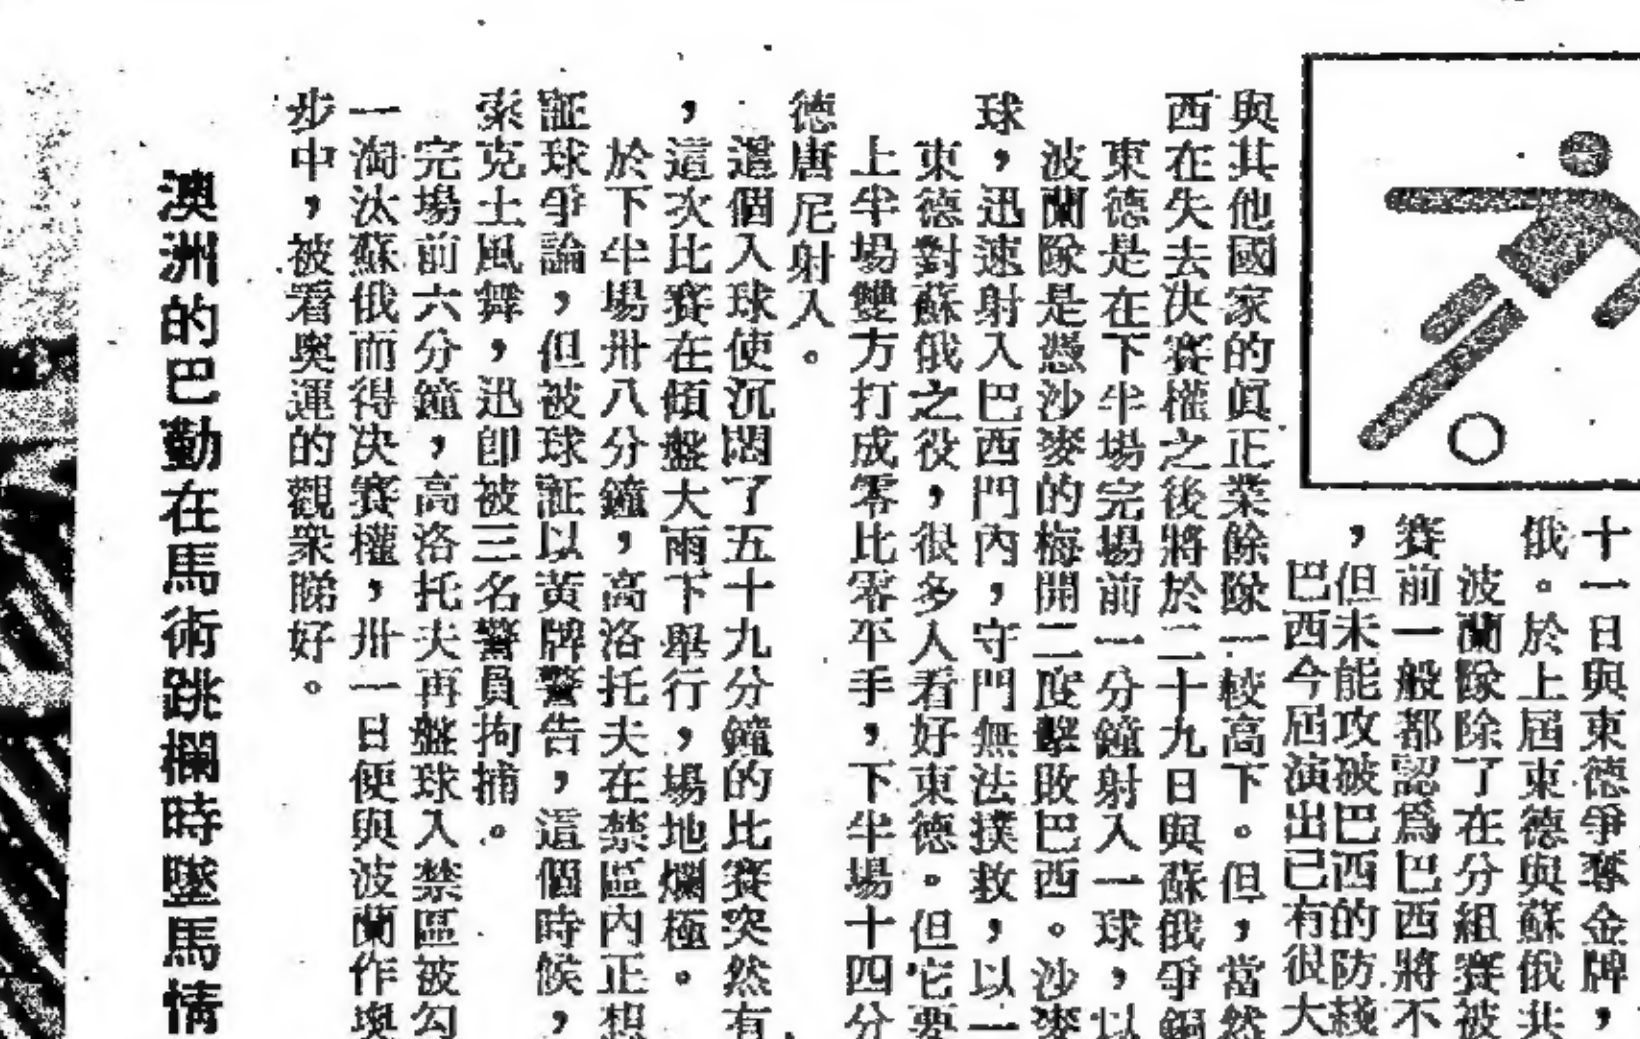 十一日與東德爭奪金牌，
俄。於上屆東德與蘇俄共
波蘭隊除了在分組賽被
賽前一般都認爲巴西將不
，但未能攻破巴西的防綫
巴西今屆演出已有很大
與其他國家的眞正業餘隊一較高下。但，當然
西在失去决賽權之後將於二十九日與蘇俄爭銅
東德是在下半場完場前一分鐘射入一球，以
波蘭隊是憑沙麥的梅開二度擊敗巴西。沙麥
球，迅速射入巴西門內，守門無法撲救，以一
東德對蘇俄之役，很多人看好東德。但它要
上半場雙方打成零比零平手，下半場十四分
德唐尼射入。
這個入球使沉悶了五十九分鐘的比賽突然有
，這次比賽在傾盤大雨下舉行，場地爛極。
於下半場卅八分鐘，高洛托夫在禁區內正想
証球爭論，但被球証以黃牌警告，這個時候，
索克土風舞，迅卽被三名警員拘捕。
完場前六分鐘，高洛托夫再盤球入禁區被勾
一淘汰蘇俄而得决賽權，卅一日便與波蘭作奧
步中，被看奧運的觀衆睇好。
澳洲的巴勤在馬術跳欄時墜馬情